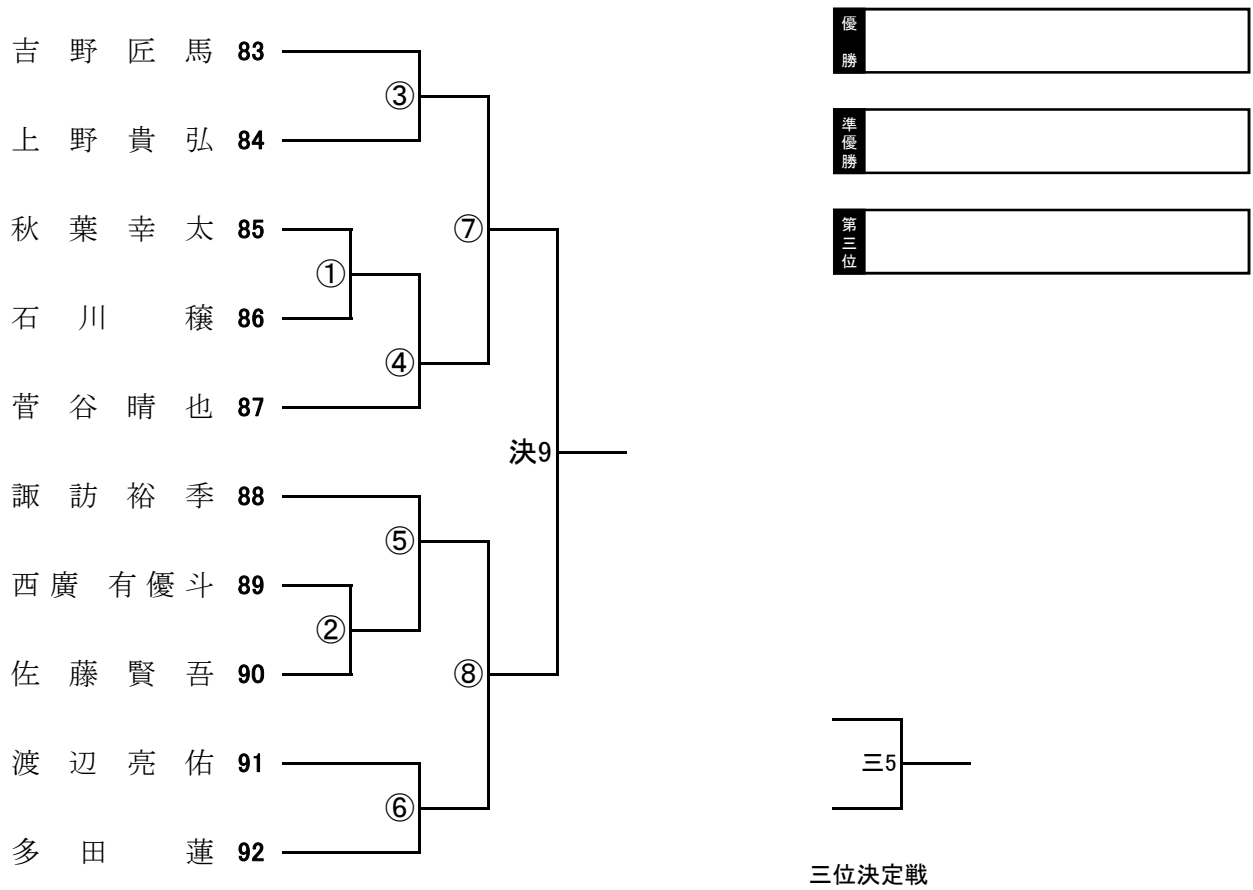 吉野匠馬 83
上野貴弘 84
秋葉幸太 85
石川穣 86
菅谷晴也 87
諏訪裕季 88
西廣 有優斗 89
佐藤賢吾 90
渡辺亮佑 91
多田蓮 92
③
①
④
⑦
⑤
②
⑥
⑧
決9
優勝
準優勝
第三位
三5
三位決定戦